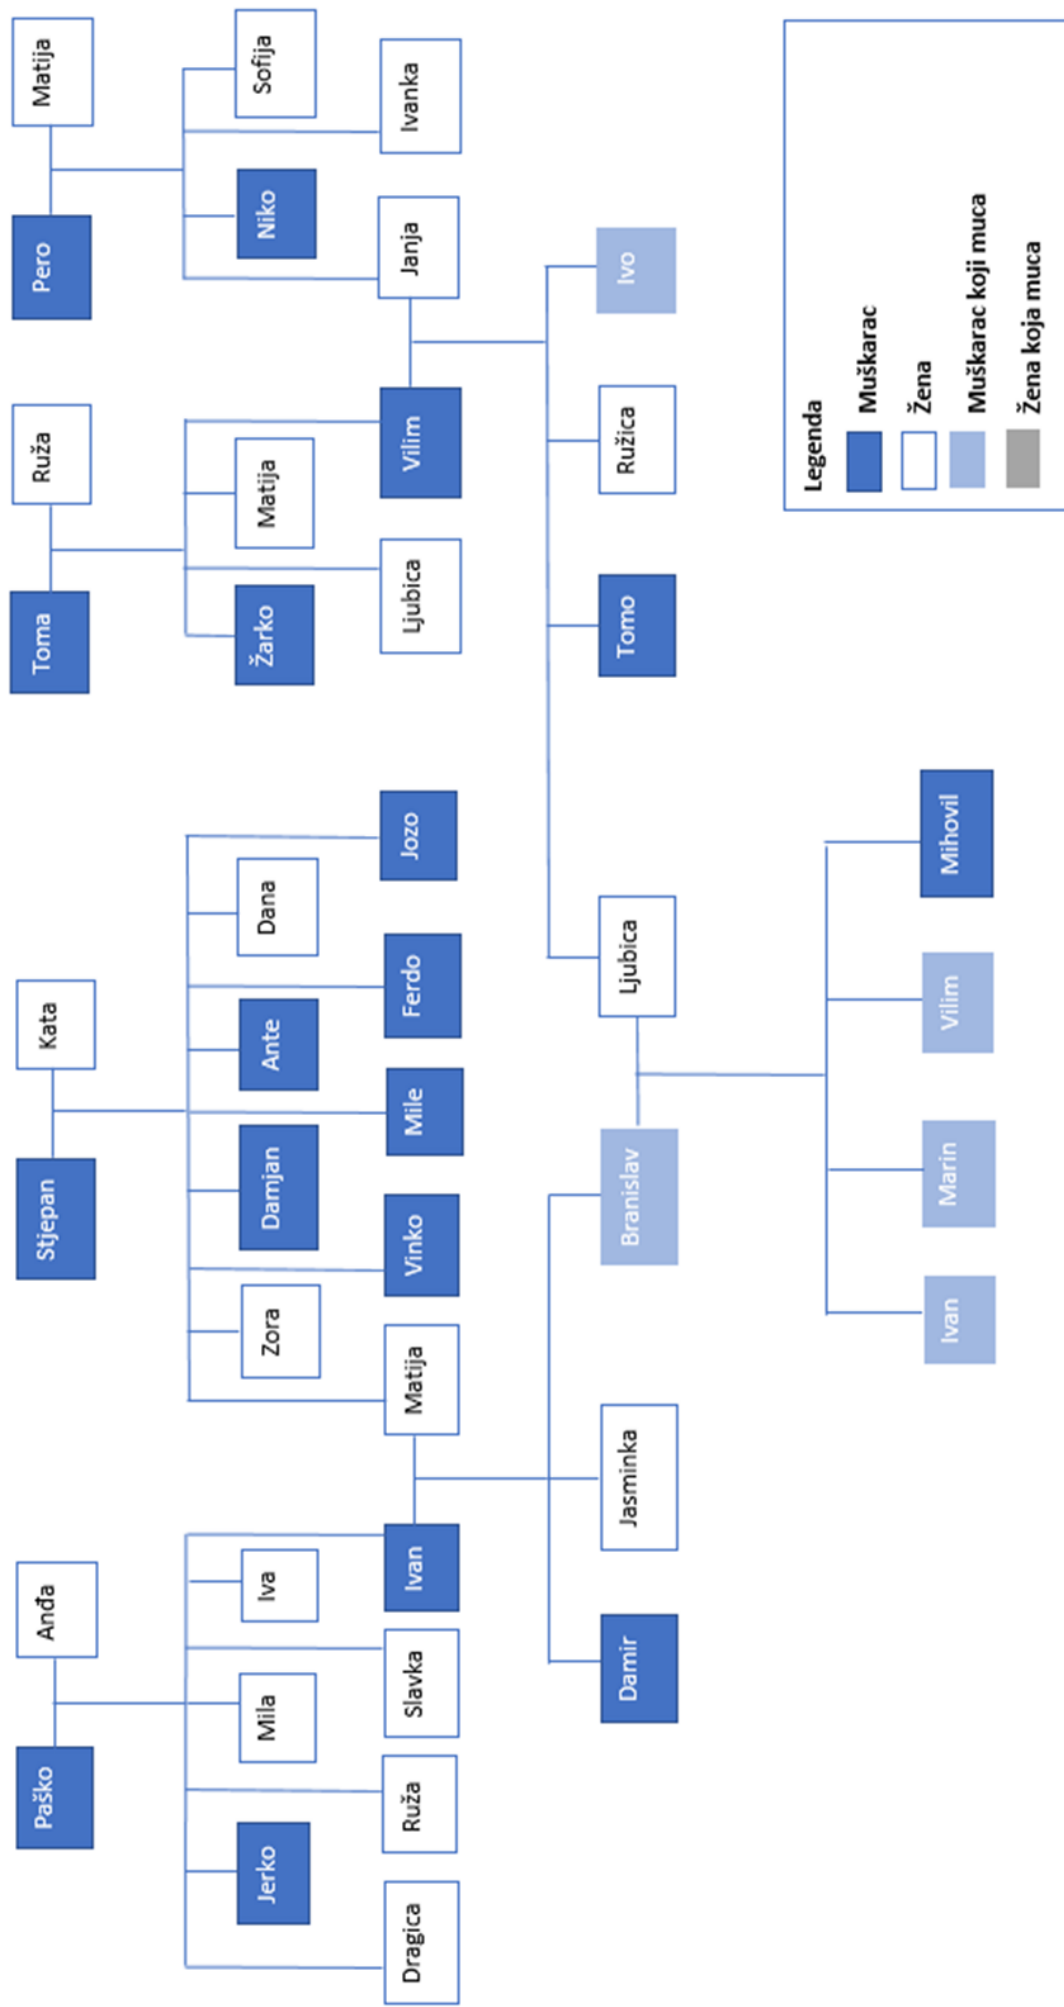 Paško
Anđa
Stjepan
Kata
Toma
Ruža
Pero
Matija
Jerko
Mila
Iva
Zora
Damjan
Ante
Dana
Žarko
Matija
Niko
Sofija
Dragica
Ruža
Slavka
Ivan
Matija
Vinko
Mile
Ferdo
Jozo
Ljubica
Vilim
Janja
Ivanka
Damir
Jasminka
Branislav
Ljubica
Tomo
Ružica
Ivo
Ivan
Marin
Vilim
Mihovil
Legenda
Muškarac
Žena
Muškarac koji muca
Žena koja muca